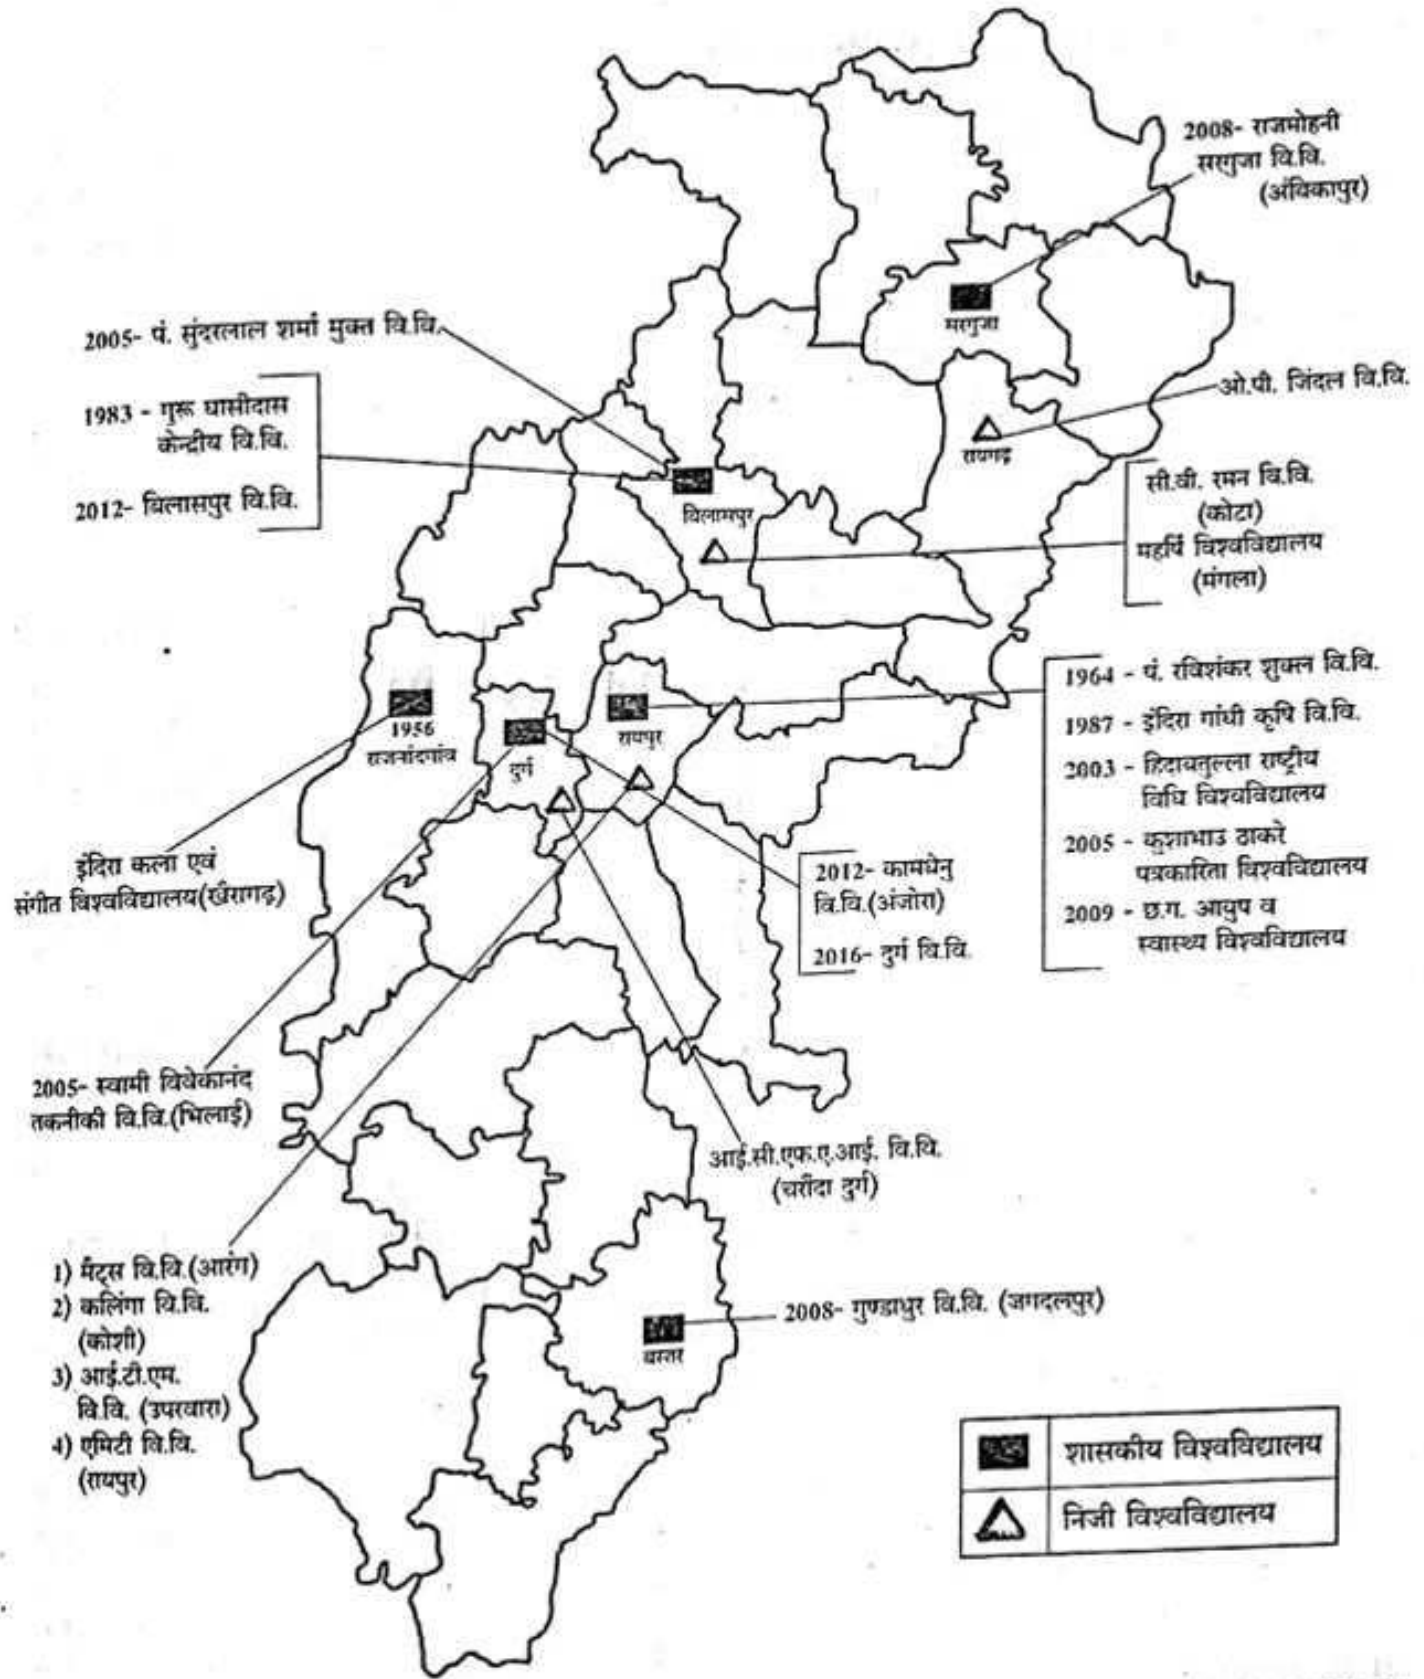 2008- राजमोहनी
सरगुजा वि.वि.
(अंविकापुर)
सरगुजा
2005- पं. सुंदरलाल शर्मा मुक्त वि.वि.
1983 - गुरू घासीदास
केन्द्रीय वि.वि.
2012- बिलासपुर वि.वि.
ओ.पी. जिंदल वि.वि.
रायगढ़
बिलासपुर
सी.वी. रमन वि.वि.
(कोटा)
महर्षि विश्वविद्यालय
(मंगला)
1964 - पं. रविशंकर शुक्ल वि.वि.
1987 - इंदिरा गांधी कृषि वि.वि.
2003 - हिदायतुल्ला राष्ट्रीय
विधि विश्वविद्यालय
2005 - कुशाभाउ ठाकरे
पत्रकारिता विश्वविद्यालय
2009 - छ.ग. आयुष व
स्वास्थ्य विश्वविद्यालय
1956
राजनांदगांव
दुर्ग
रायपुर
इंदिरा कला एवं
संगीत विश्वविद्यालय(खैरागढ़)
2012- कामधेनु
वि.वि.(अंजोरा)
2016- दुर्ग वि.वि.
2005- स्वामी विवेकानंद
तकनीकी वि.वि.(भिलाई)
आई.सी.एफ.ए.आई. वि.वि.
(चरौदा दुर्ग)
1) मैट्स वि.वि.(आरंग)
2) कलिंगा वि.वि.
(कोशी)
3) आई.टी.एम.
वि.वि. (उपरवारा)
4) एमिटी वि.वि.
(रायपुर)
2008- गुण्डाधुर वि.वि. (जगदलपुर)
बस्तर
शासकीय विश्वविद्यालय
निजी विश्वविद्यालय